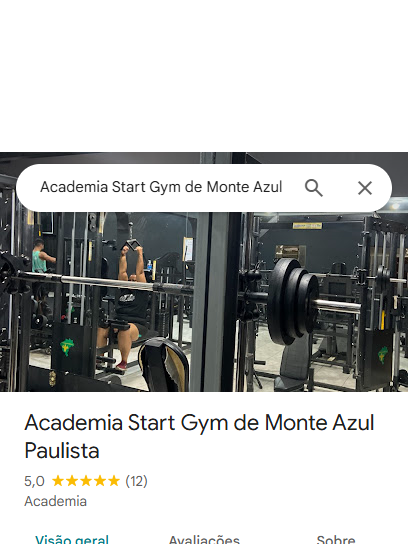 Academia Start Gym de Monte Azul
Academia Start Gym de Monte Azul
Paulista
5,0 (12)
Academia
Visão geral Avaliações Sobre